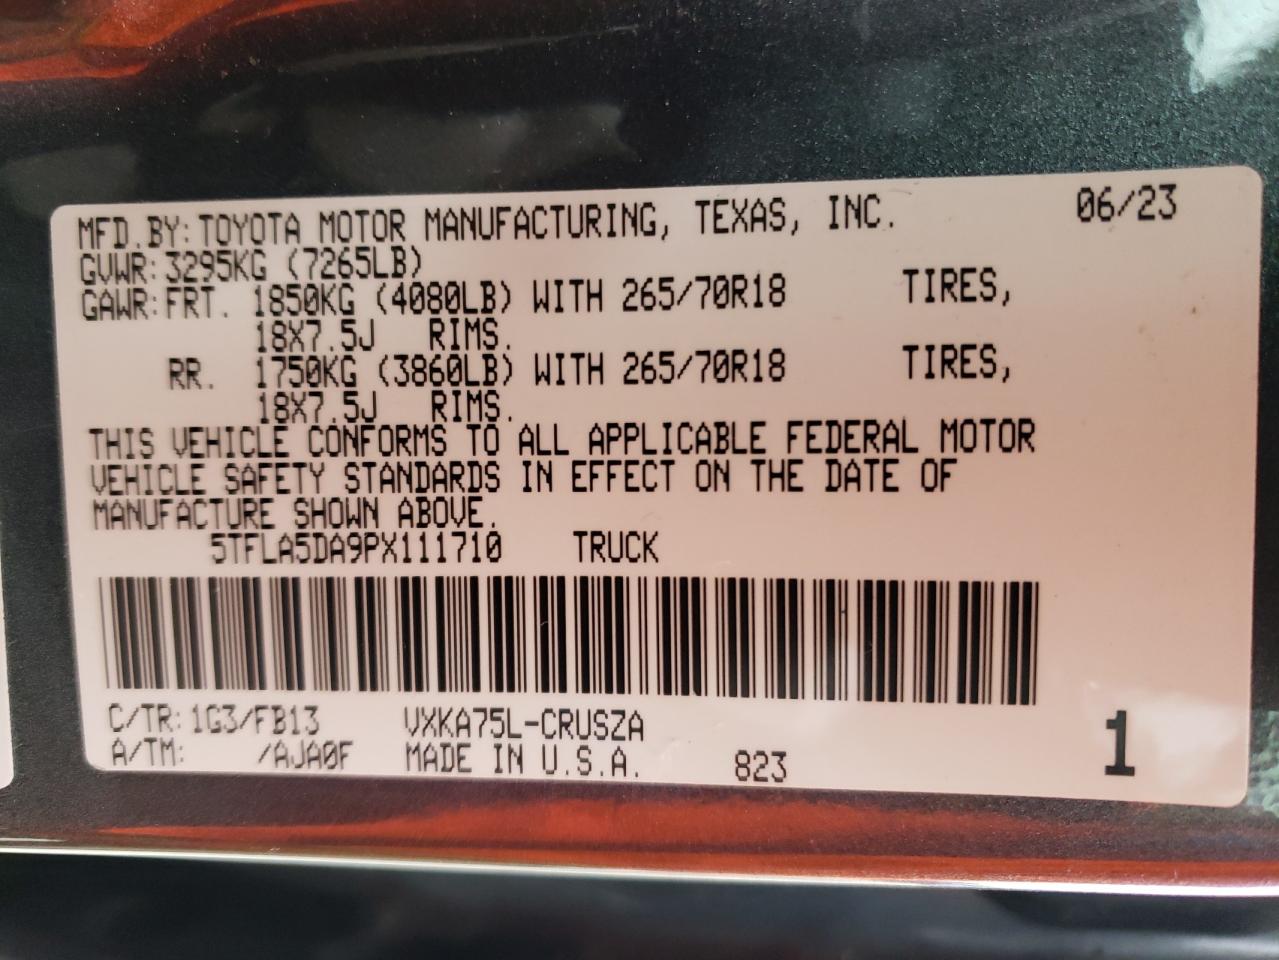 MFD.BY: TOYOTA MOTOR MANUFACTURING, TEXAS, INC. 06/23
GVWR: 3295KG (7265LB)
GAWR: FRT. 1850KG (4080LB) WITH 265/70R18 TIRES,
18X7.5J RIMS.
RR. 1750KG (3860LB) WITH 265/70R18 TIRES,
18X7.5J RIMS.
THIS VEHICLE CONFORMS TO ALL APPLICABLE FEDERAL MOTOR
VEHICLE SAFETY STANDARDS IN EFFECT ON THE DATE OF
MANUFACTURE SHOWN ABOVE.
5TFLA5DA9PX111710 TRUCK
C/TR: 1G3/FB13 VXKA75L-CRUSZA
A/TM: /AJA0F MADE IN U.S.A. 823 1